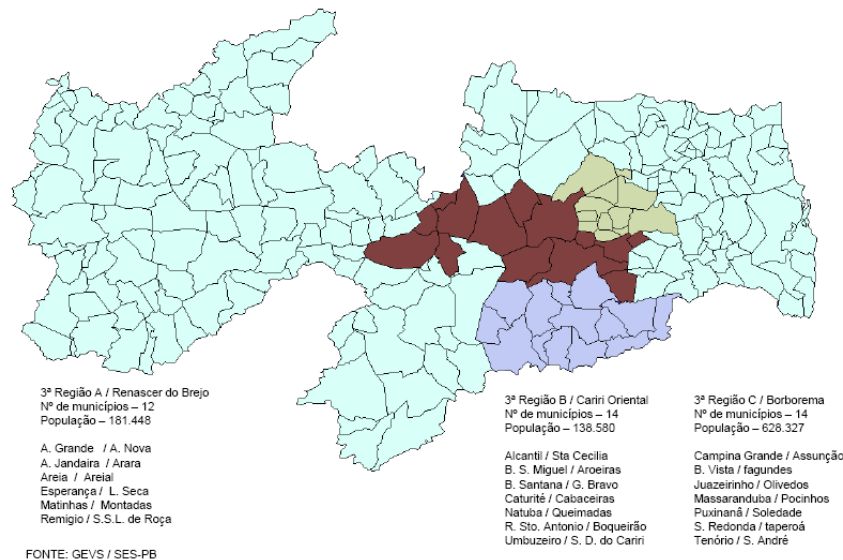 3ª Região A / Renascer do Brejo
Nº de municípios – 12
População – 181.448
A. Grande / A. Nova
A. Jandaira / Arara
Areia / Areial
Esperança / L. Seca
Matinhas / Montadas
Remigio / S.S.L. de Roça
3ª Região B / Cariri Oriental
Nº de municípios – 14
População – 138.580
Alcantil / Sta Cecilia
B. S. Miguel / Aroeiras
B. Santana / G. Bravo
Caturité / Cabaceiras
Natuba / Queimadas
R. Sto. Antonio / Boqueirão
Umbuzeiro / S. D. do Cariri
3ª Região C / Borborema
Nº de municípios – 14
População – 628.327
Campina Grande / Assunção
B. Vista / fagundes
Juazeirinho / Olivedos
Massaranduba / Pocinhos
Puxinanã / Soledade
S. Redonda / taperoá
Tenório / S. André
FONTE: GEVS / SES-PB